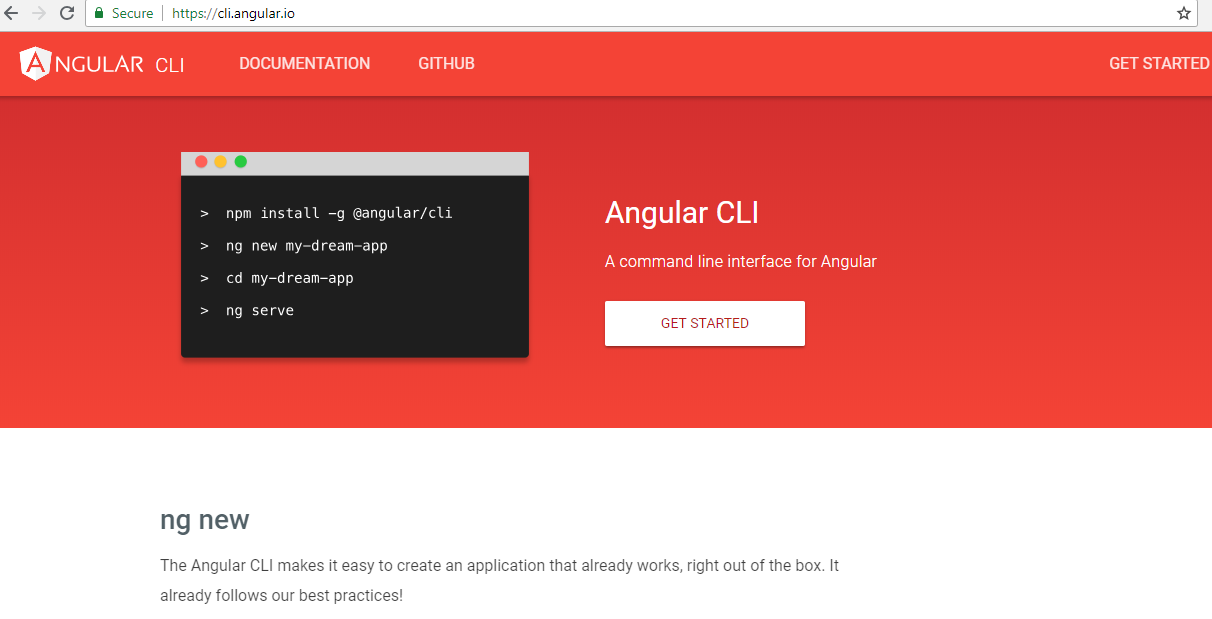 Secure https://cli.angular.io
ANGULAR CLI DOCUMENTATION GITHUB GET STARTED
> npm install -g @angular/cli
> ng new my-dream-app
> cd my-dream-app
> ng serve
Angular CLI
A command line interface for Angular
GET STARTED
ng new
The Angular CLI makes it easy to create an application that already works, right out of the box. It
already follows our best practices!